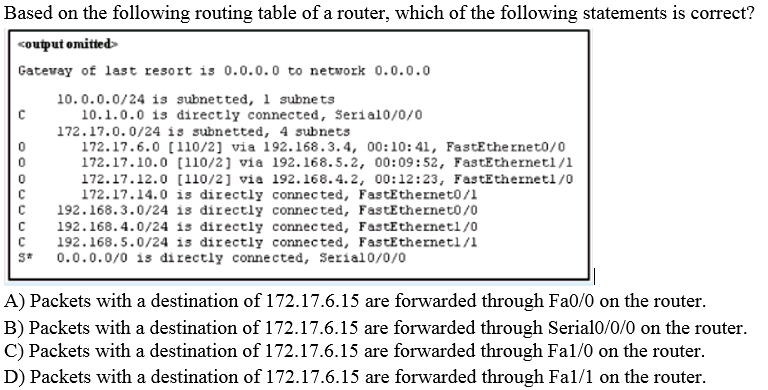 Based on the following routing table of a router, which of the following statements is correct?
<output omitted>
Gateway of last resort is 0.0.0.0 to network 0.0.0.0
10.0.0.0/24 is subnetted, 1 subnets
C 10.1.0.0 is directly connected, Serial0/0/0
172.17.0.0/24 is subnetted, 4 subnets
O 172.17.6.0 [110/2] via 192.168.3.4, 00:10:41, FastEthernet0/0
O 172.17.10.0 [110/2] via 192.168.5.2, 00:09:52, FastEthernet1/1
O 172.17.12.0 [110/2] via 192.168.4.2, 00:12:23, FastEthernet1/0
C 172.17.14.0 is directly connected, FastEthernet0/1
C 192.168.3.0/24 is directly connected, FastEthernet0/0
C 192.168.4.0/24 is directly connected, FastEthernet1/0
C 192.168.5.0/24 is directly connected, FastEthernet1/1
S* 0.0.0.0/0 is directly connected, Serial0/0/0
A) Packets with a destination of 172.17.6.15 are forwarded through Fa0/0 on the router.
B) Packets with a destination of 172.17.6.15 are forwarded through Serial0/0/0 on the router.
C) Packets with a destination of 172.17.6.15 are forwarded through Fa1/0 on the router.
D) Packets with a destination of 172.17.6.15 are forwarded through Fa1/1 on the router.